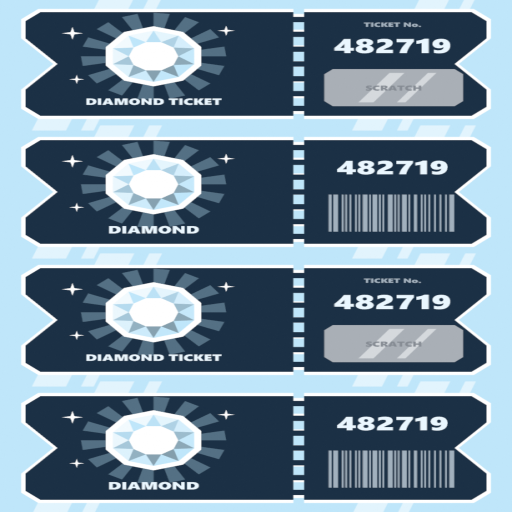 TICKET No.
482719
SCRATCH
DIAMOND TICKET
482719
DIAMOND
TICKET No.
482719
SCRATCH
DIAMOND TICKET
482719
DIAMOND